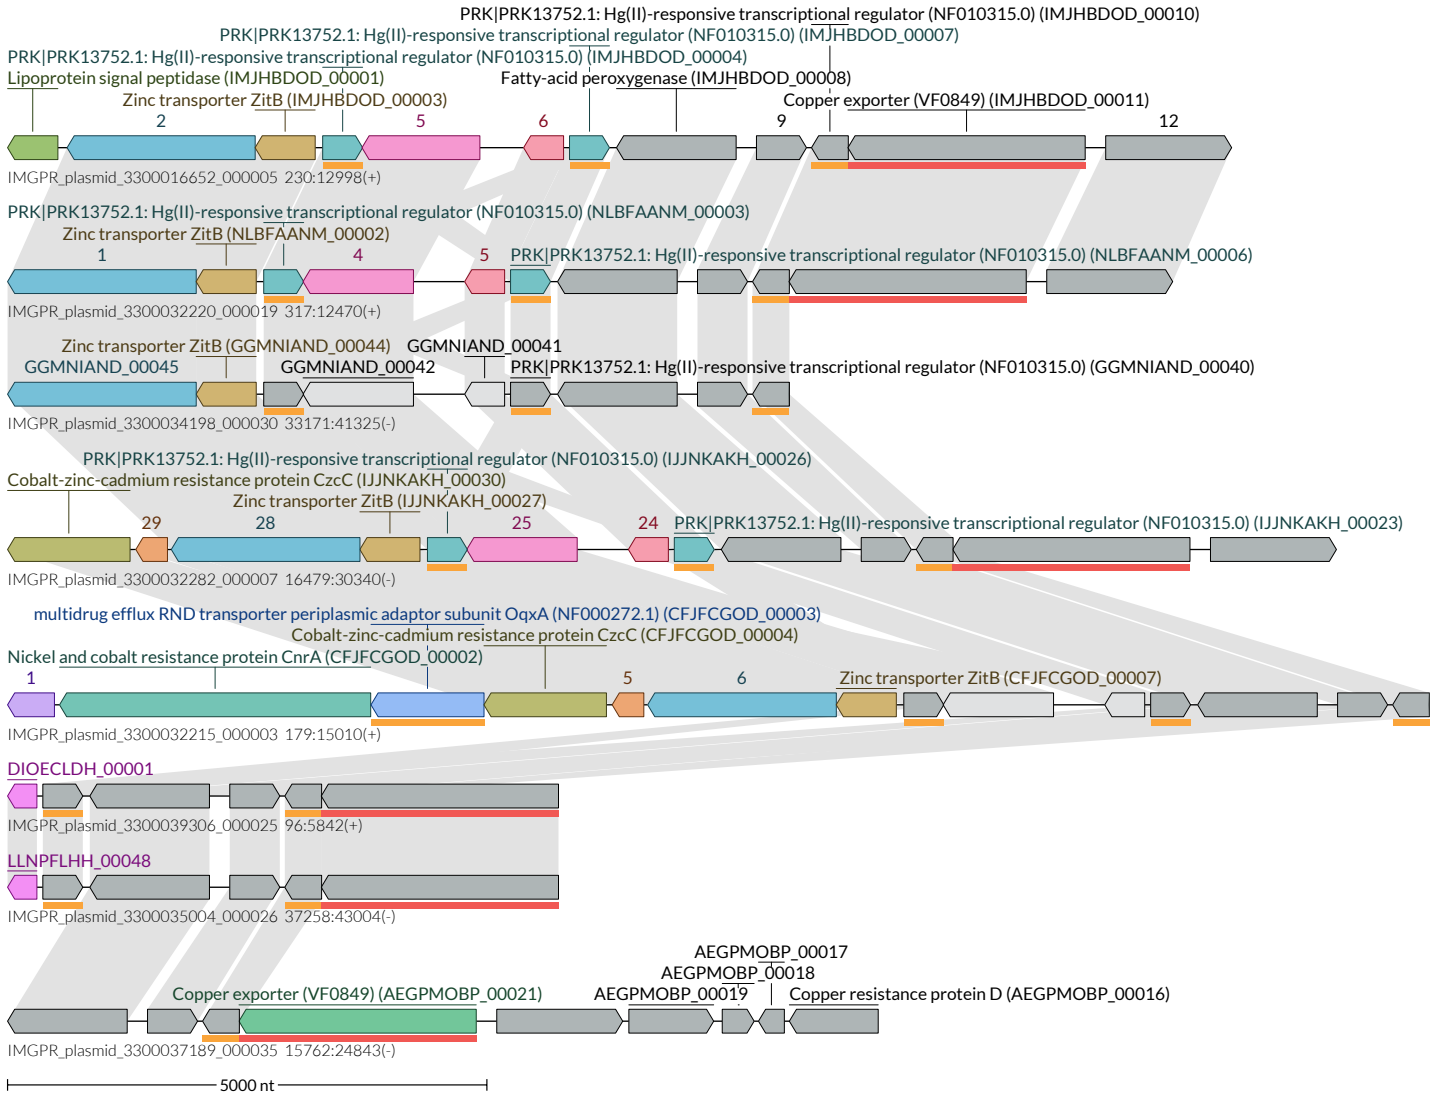 PRK|PRK13752.1: Hg(II)-responsive transcriptional regulator (NF010315.0) (IMJHBDOD_00010)
PRK|PRK13752.1: Hg(II)-responsive transcriptional regulator (NF010315.0) (IMJHBDOD_00007)
PRK|PRK13752.1: Hg(II)-responsive transcriptional regulator (NF010315.0) (IMJHBDOD_00004)
Lipoprotein signal peptidase (IMJHBDOD_00001) Fatty-acid peroxygenase (IMJHBDOD_00008)
Zinc transporter ZitB (IMJHBDOD_00003) Copper exporter (VF0849) (IMJHBDOD_00011)
2 5 6 9 12
IMGPR_plasmid_3300016652_000005 230:12998(+)
PRK|PRK13752.1: Hg(II)-responsive transcriptional regulator (NF010315.0) (NLBFAANM_00003)
Zinc transporter ZitB (NLBFAANM_00002)
1 4 5 PRK|PRK13752.1: Hg(II)-responsive transcriptional regulator (NF010315.0) (NLBFAANM_00006)
IMGPR_plasmid_3300032220_000019 317:12470(+)
Zinc transporter ZitB (GGMNIAND_00044) GGMNIAND_00041
GGMNIAND_00045 GGMNIAND_00042 PRK|PRK13752.1: Hg(II)-responsive transcriptional regulator (NF010315.0) (GGMNIAND_00040)
IMGPR_plasmid_3300034198_000030 33171:41325(-)
PRK|PRK13752.1: Hg(II)-responsive transcriptional regulator (NF010315.0) (IJJNKAKH_00026)
Cobalt-zinc-cadmium resistance protein CzcC (IJJNKAKH_00030)
Zinc transporter ZitB (IJJNKAKH_00027)
29 28 25 24 PRK|PRK13752.1: Hg(II)-responsive transcriptional regulator (NF010315.0) (IJJNKAKH_00023)
IMGPR_plasmid_3300032282_000007 16479:30340(-)
multidrug efflux RND transporter periplasmic adaptor subunit OqxA (NF000272.1) (CFJFCGOD_00003)
Cobalt-zinc-cadmium resistance protein CzcC (CFJFCGOD_00004)
Nickel and cobalt resistance protein CnrA (CFJFCGOD_00002)
1 5 6 Zinc transporter ZitB (CFJFCGOD_00007)
IMGPR_plasmid_3300032215_000003 179:15010(+)
DIOECLDH_00001
IMGPR_plasmid_3300039306_000025 96:5842(+)
LLNPFLHH_00048
IMGPR_plasmid_3300035004_000026 37258:43004(-)
AEGPMOBP_00017
AEGPMOBP_00018
Copper exporter (VF0849) (AEGPMOBP_00021) AEGPMOBP_00019 Copper resistance protein D (AEGPMOBP_00016)
IMGPR_plasmid_3300037189_000035 15762:24843(-)
5000 nt